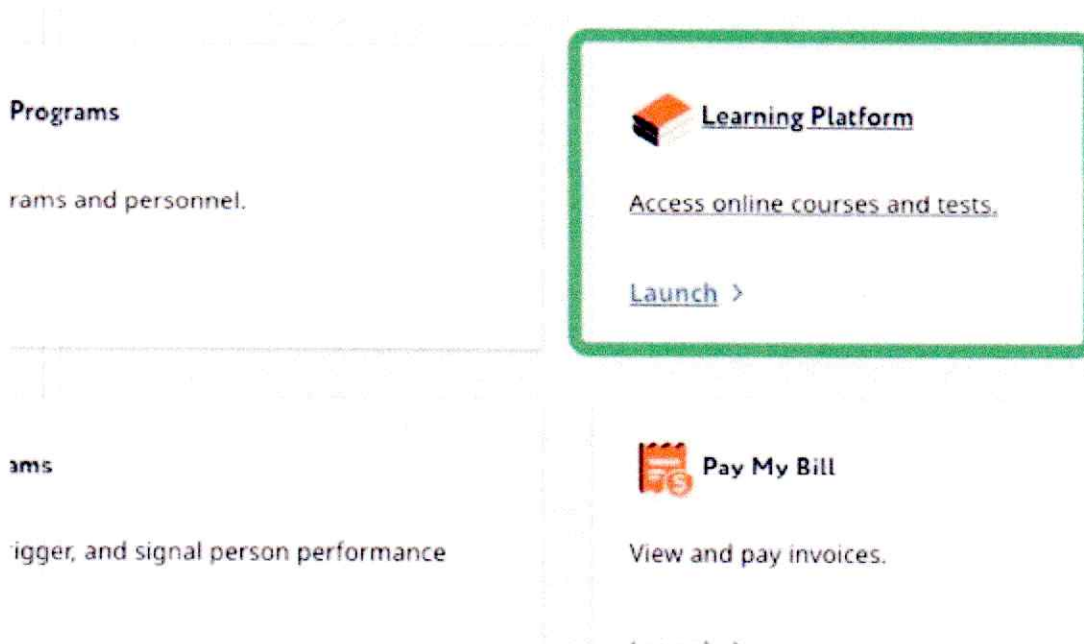 Programs
Learning Platform
rams and personnel.
Access online courses and tests.
Launch >
ams
Pay My Bill
igger, and signal person performance
View and pay invoices.